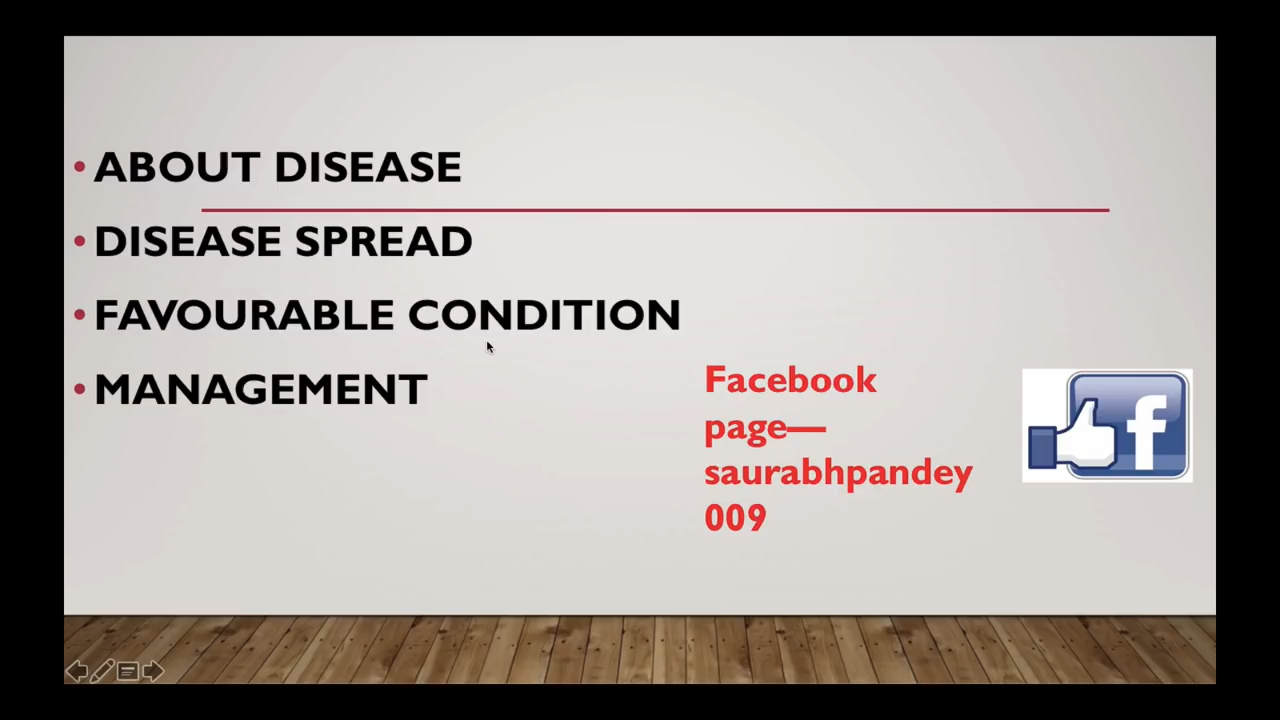 • ABOUT DISEASE
• DISEASE SPREAD
• FAVOURABLE CONDITION
• MANAGEMENT
Facebook
page—
saurabhpandey
009
f